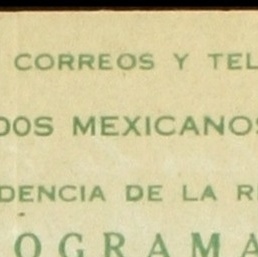 CORREOS Y TEL
DOS MEXICANOS
DENCIA DE LA R
OGRAMA